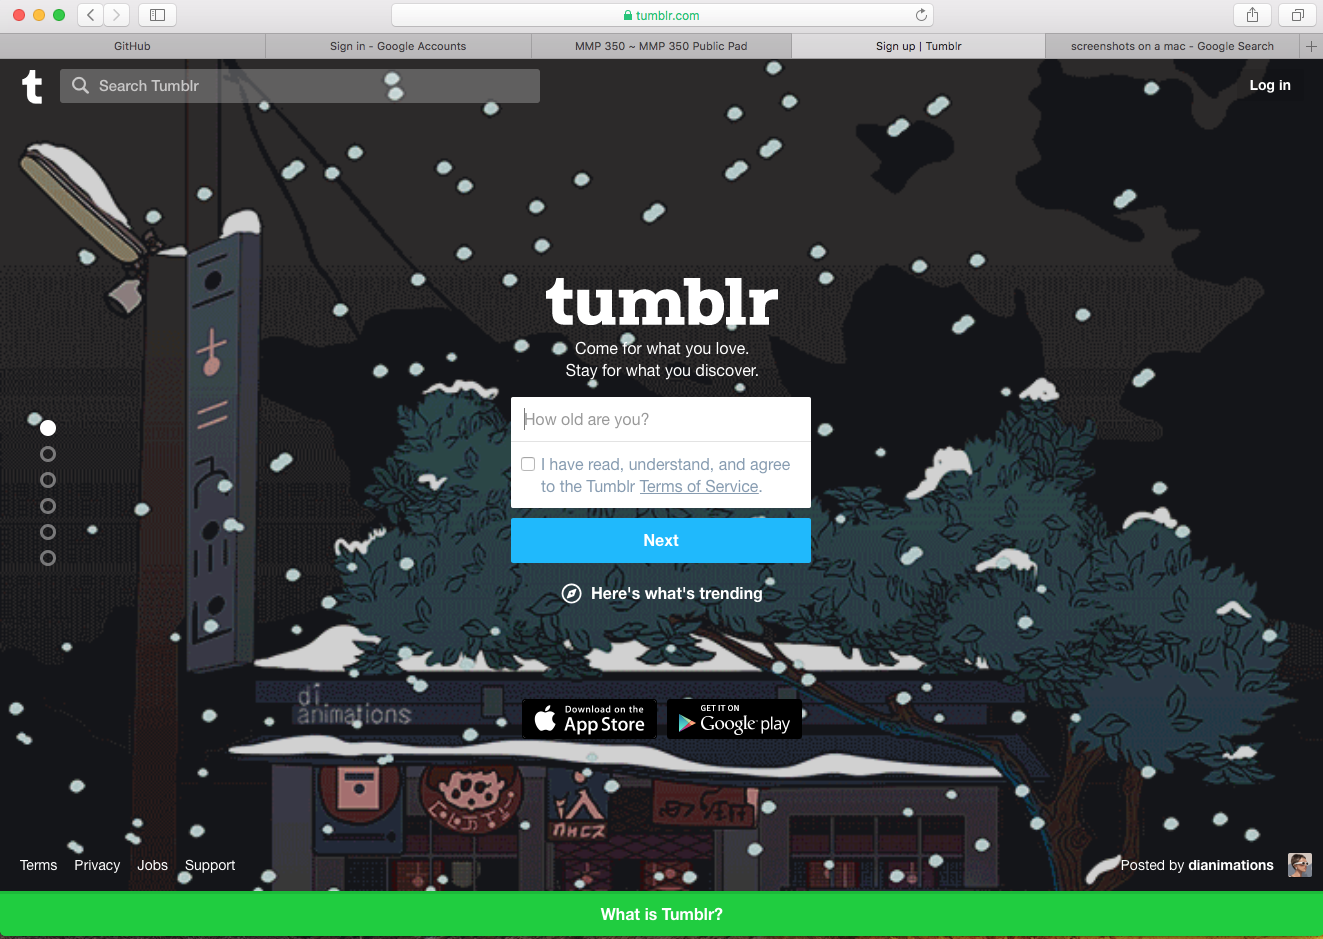 tumblr.com
GitHub
Sign in - Google Accounts
MMP 350 ~ MMP 350 Public Pad
Sign up | Tumblr
screenshots on a mac - Google Search
t
Search Tumblr
Log in
tumblr
Come for what you love.
Stay for what you discover.
How old are you?
I have read, understand, and agree
to the Tumblr Terms of Service.
Next
Here's what's trending
di
animations
Download on the
App Store
GET IT ON
Google play
Terms
Privacy
Jobs
Support
Posted by dianimations
What is Tumblr?